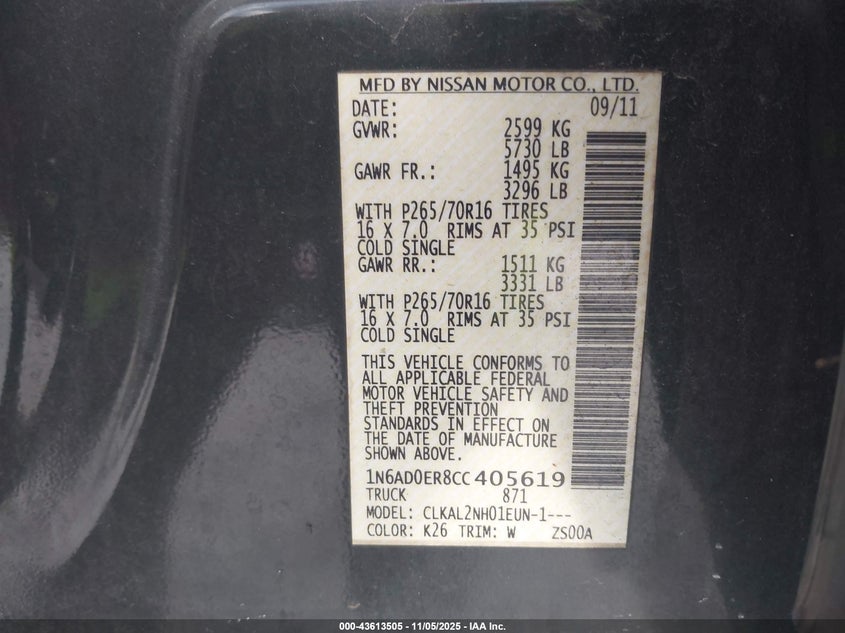 MFD BY NISSAN MOTOR CO., LTD.
DATE: 09/11
GVWR: 2599 KG
5730 LB
GAWR FR.: 1495 KG
3296 LB
WITH P265/70R16 TIRES
16 X 7.0 RIMS AT 35 PSI
COLD SINGLE
GAWR RR.: 1511 KG
3331 LB
WITH P265/70R16 TIRES
16 X 7.0 RIMS AT 35 PSI
COLD SINGLE
THIS VEHICLE CONFORMS TO
ALL APPLICABLE FEDERAL
MOTOR VEHICLE SAFETY AND
THEFT PREVENTION
STANDARDS IN EFFECT ON
THE DATE OF MANUFACTURE
SHOWN ABOVE.
1N6AD0ER8CC405619
TRUCK 871
MODEL: CLKAL2NH01EUN-1---
COLOR: K26 TRIM: W ZS00A
000-43613505 - 11/05/2025 - IAA Inc.